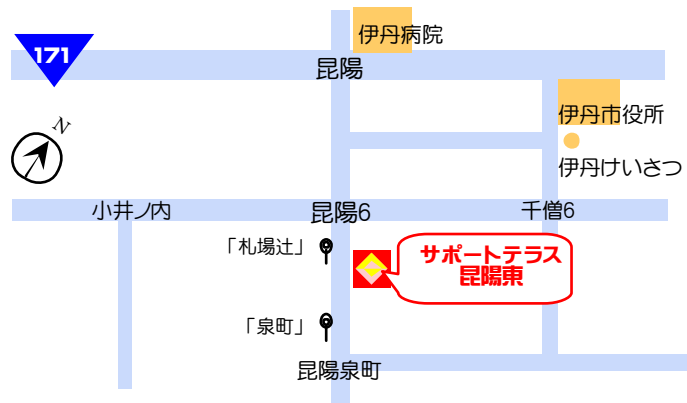 伊丹病院
171
昆陽
伊丹市役所
N
伊丹けいさつ
小井ノ内
昆陽6
千僧6
「札場辻」
サポートテラス
昆陽東
「泉町」
昆陽泉町